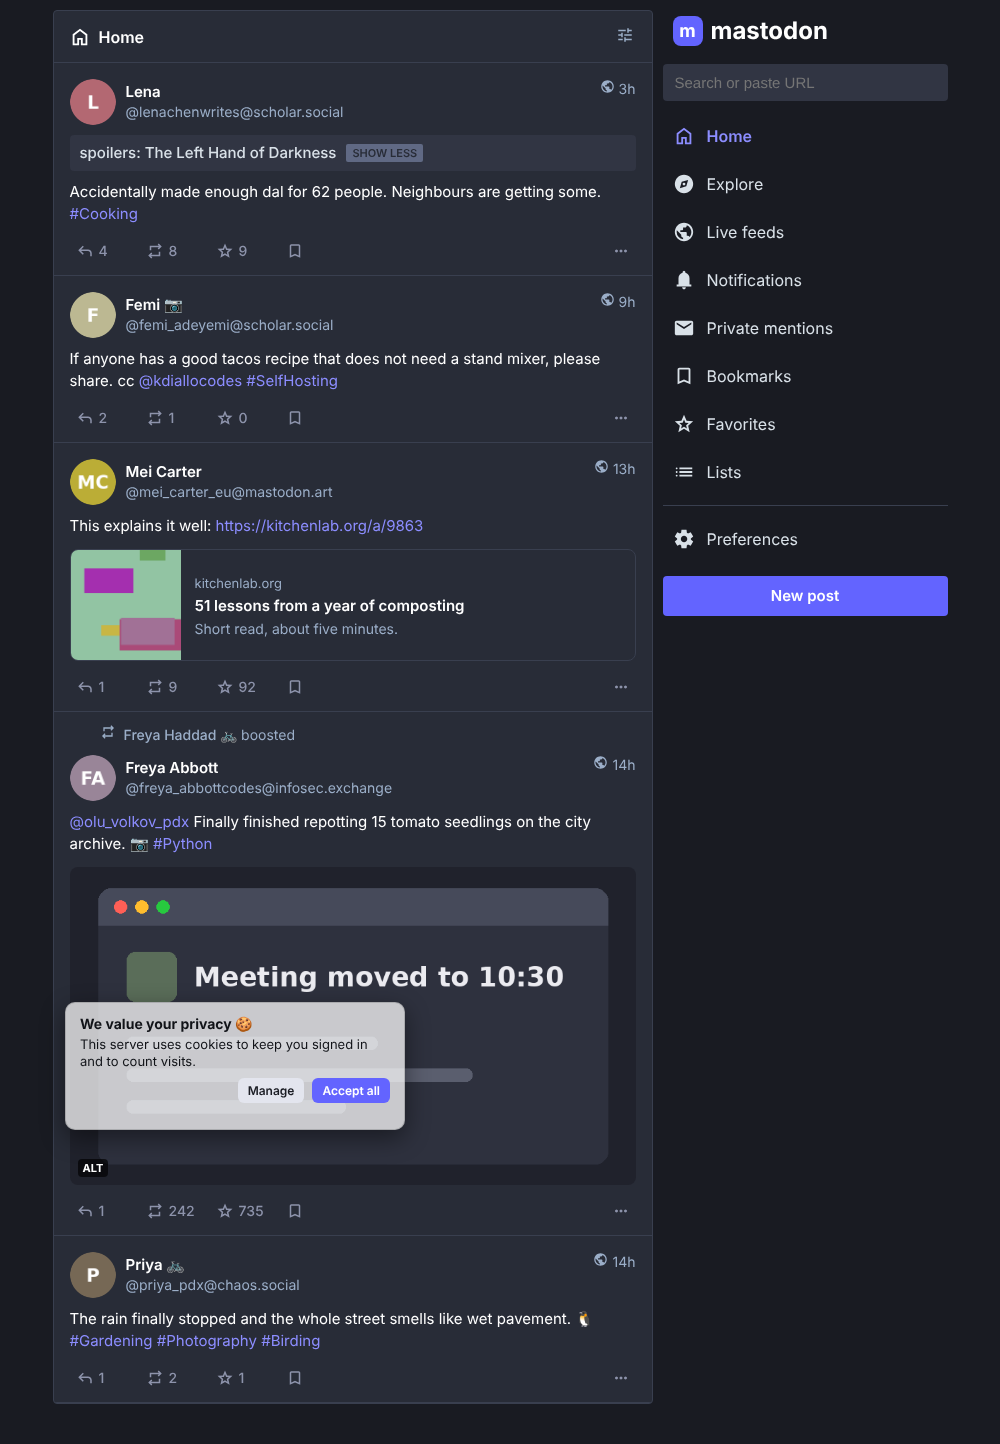 Home
Lena
3h
@lenachenwrites@scholar.social
spoilers: The Left Hand of Darkness SHOW LESS
Accidentally made enough dal for 62 people. Neighbours are getting some.
#Cooking
4 8 9
Femi 📷
9h
@femi_adeyemi@scholar.social
If anyone has a good tacos recipe that does not need a stand mixer, please
share. cc @kdiallocodes #SelfHosting
2 1 0
MC
Mei Carter
13h
@mei_carter_eu@mastodon.art
This explains it well: https://kitchenlab.org/a/9863
kitchenlab.org
51 lessons from a year of composting
Short read, about five minutes.
1 9 92
Freya Haddad 🚲 boosted
FA
Freya Abbott
14h
@freya_abbottcodes@infosec.exchange
@olu_volkov_pdx Finally finished repotting 15 tomato seedlings on the city
archive. 📷 #Python
Meeting moved to 10:30
We value your privacy 🍪
This server uses cookies to keep you signed in
and to count visits.
Manage Accept all
ALT
1 242 735
P
Priya 🚲
14h
@priya_pdx@chaos.social
The rain finally stopped and the whole street smells like wet pavement. 🐧
#Gardening #Photography #Birding
1 2 1
m mastodon
Search or paste URL
Home
Explore
Live feeds
Notifications
Private mentions
Bookmarks
Favorites
Lists
Preferences
New post